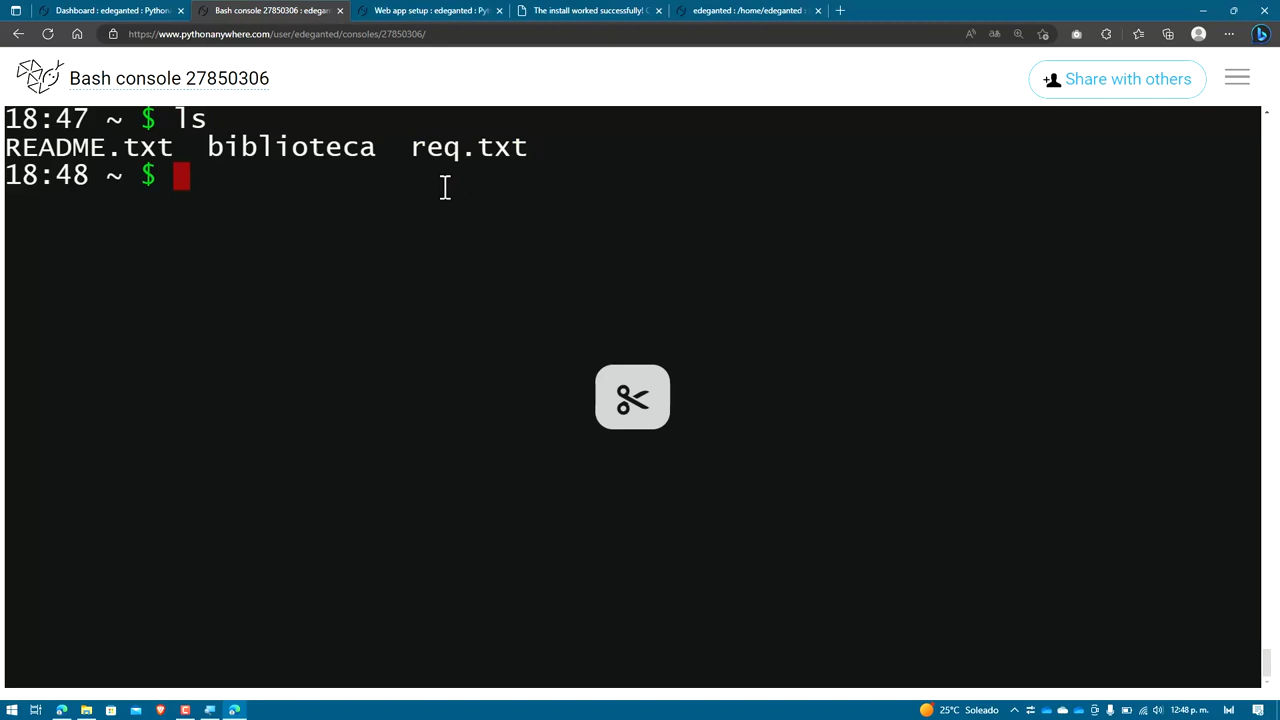 Dashboard : edeganted : Python
Bash console 27850306 : edegan
Web app setup : edeganted : Py
The install worked successfully! C
edeganted : /home/edeganted :
https://www.pythonanywhere.com/user/edeganted/consoles/27850306/
Bash console 27850306
Share with others
18:47 ~ $ ls
README.txt biblioteca req.txt
18:48 ~ $
25°C Soleado
12:48 p. m.